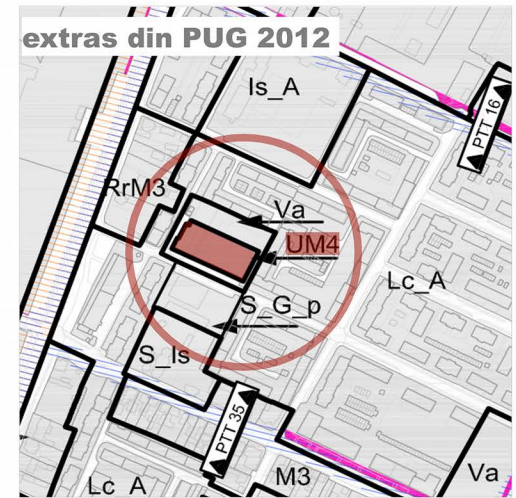 extras din PUG 2012
Is_A
PTT 16
RrM3
Va
UM4
Lc_A
S_G_p
S_Is
PTT 35
Lc_A
M3
Va